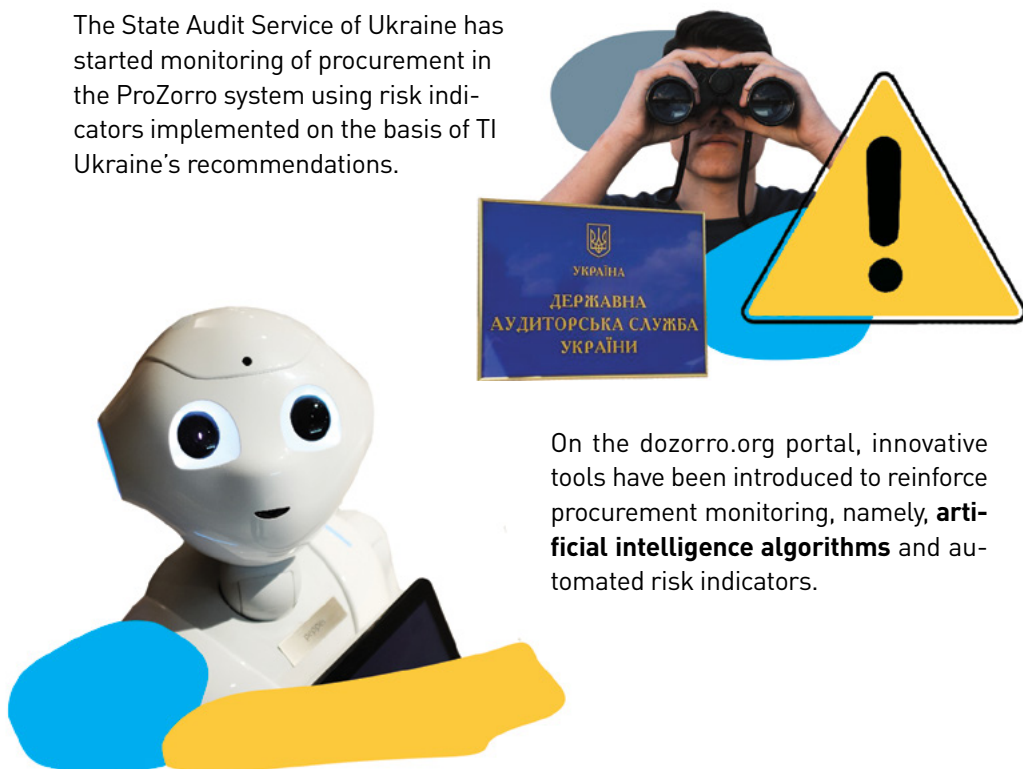 The State Audit Service of Ukraine has
started monitoring of procurement in
the ProZorro system using risk indi-
cators implemented on the basis of TI
Ukraine's recommendations.
УКРАЇНА
ДЕРЖАВНА
АУДИТОРСЬКА СЛУЖБА
УКРАЇНИ
On the dozorro.org portal, innovative
tools have been introduced to reinforce
procurement monitoring, namely, arti-
ficial intelligence algorithms and au-
tomated risk indicators.
pepper